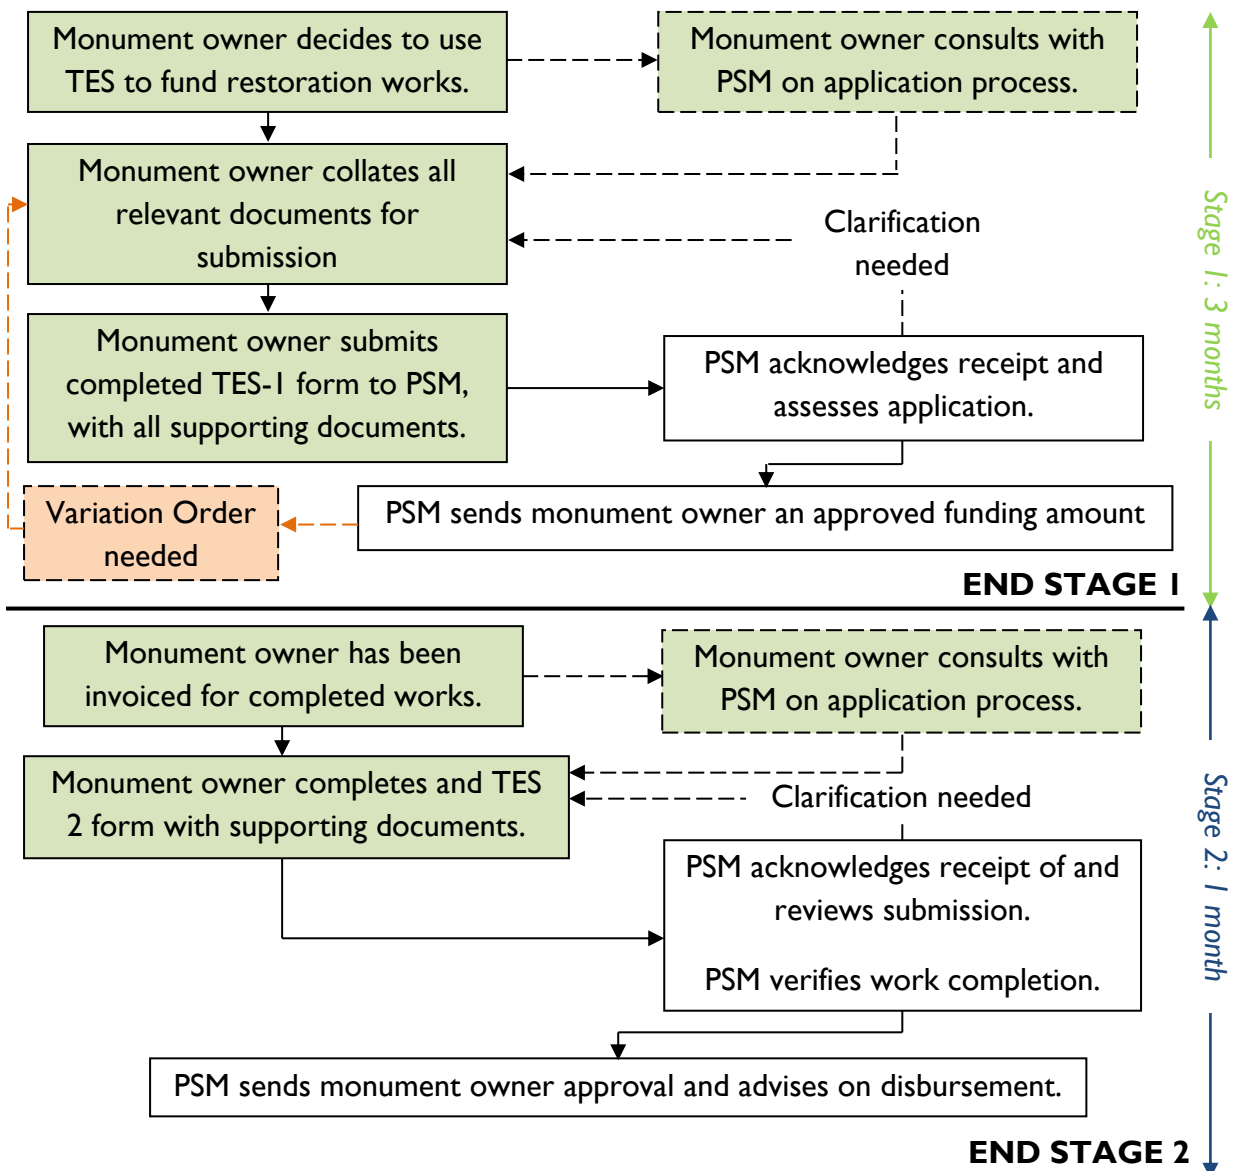 Monument owner decides to use
TES to fund restoration works.
Monument owner consults with
PSM on application process.
Monument owner collates all
relevant documents for
submission
Clarification
needed
Monument owner submits
completed TES-1 form to PSM,
with all supporting documents.
PSM acknowledges receipt and
assesses application.
Variation Order
needed
PSM sends monument owner an approved funding amount
END STAGE 1
Stage 1: 3 months
Monument owner has been
invoiced for completed works.
Monument owner consults with
PSM on application process.
Monument owner completes and TES
2 form with supporting documents.
Clarification needed
PSM acknowledges receipt of and
reviews submission.
PSM verifies work completion.
PSM sends monument owner approval and advises on disbursement.
END STAGE 2
Stage 2: 1 month